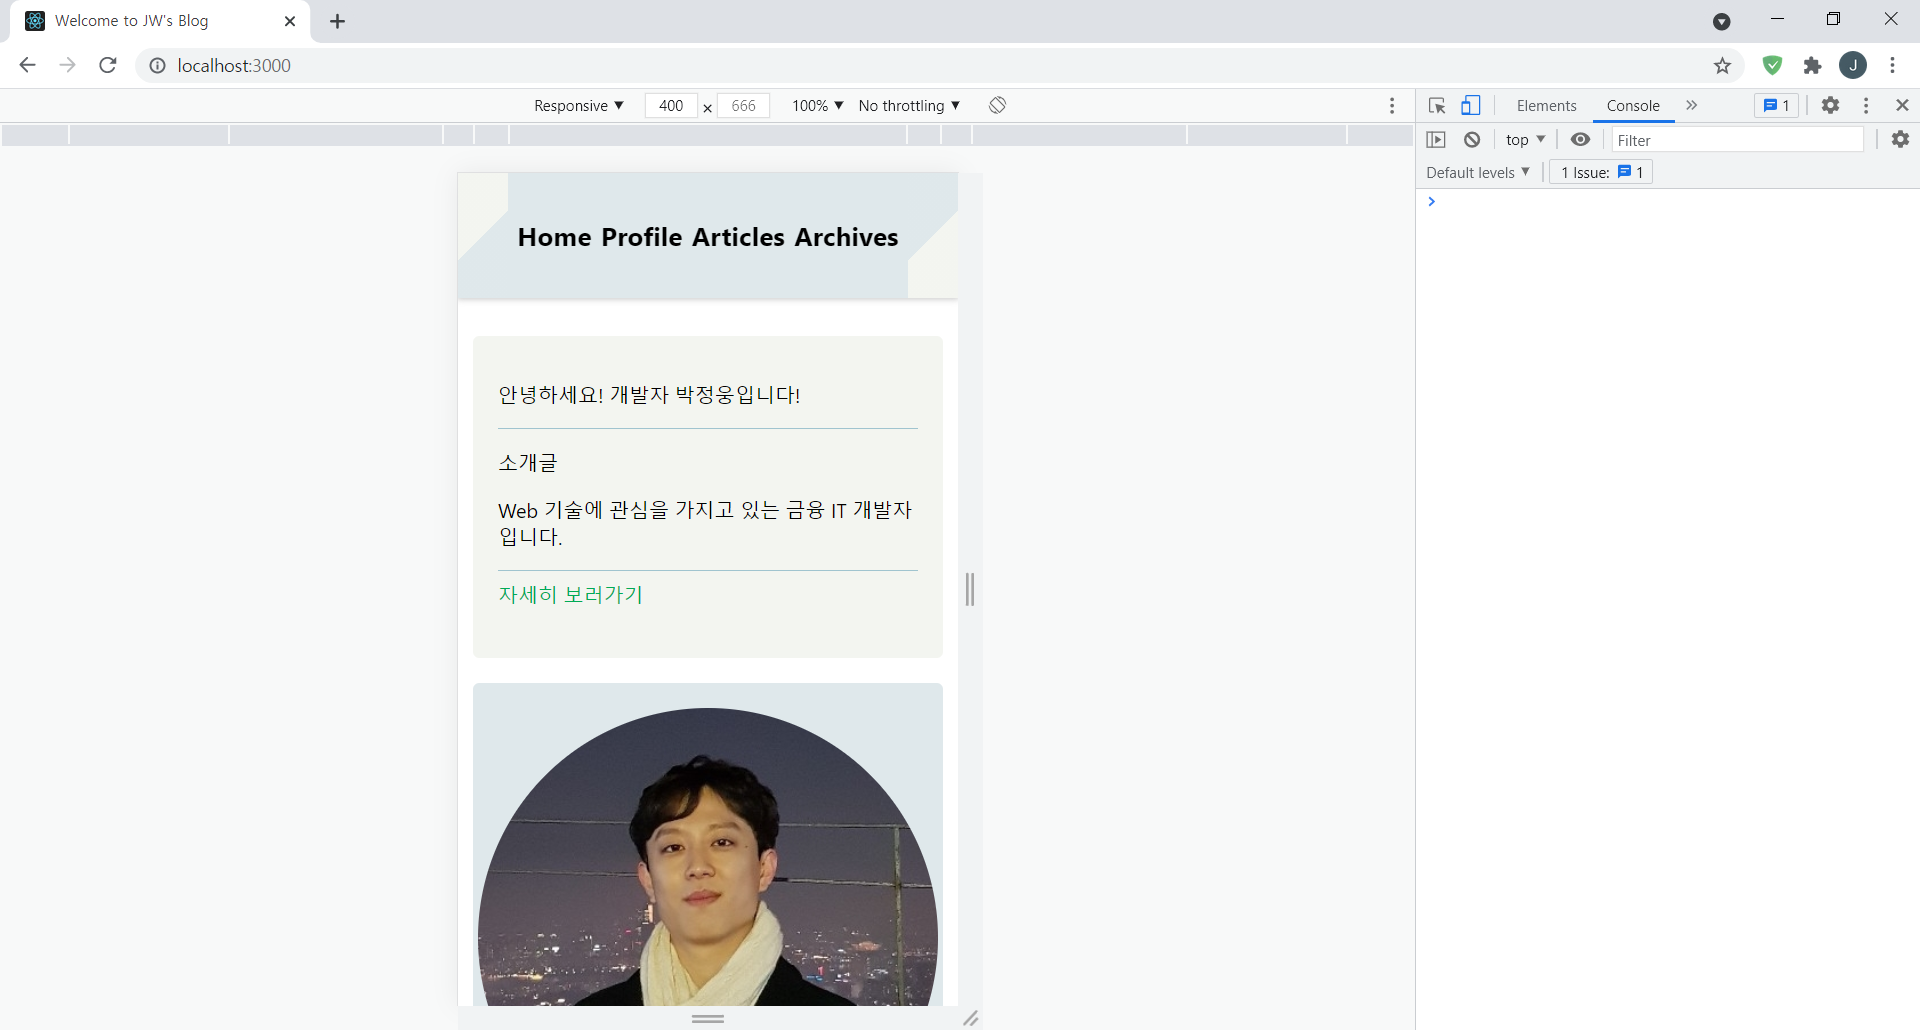 Welcome to JW's Blog
localhost:3000
J
Responsive ▼ 400 × 666 100% ▼ No throttling ▼
Elements Console » 1
top ▼ Filter
Default levels ▼ 1 Issue: 1
Home Profile Articles Archives
안녕하세요! 개발자 박정웅입니다!
소개글
Web 기술에 관심을 가지고 있는 금융 IT 개발자
입니다.
자세히 보러가기